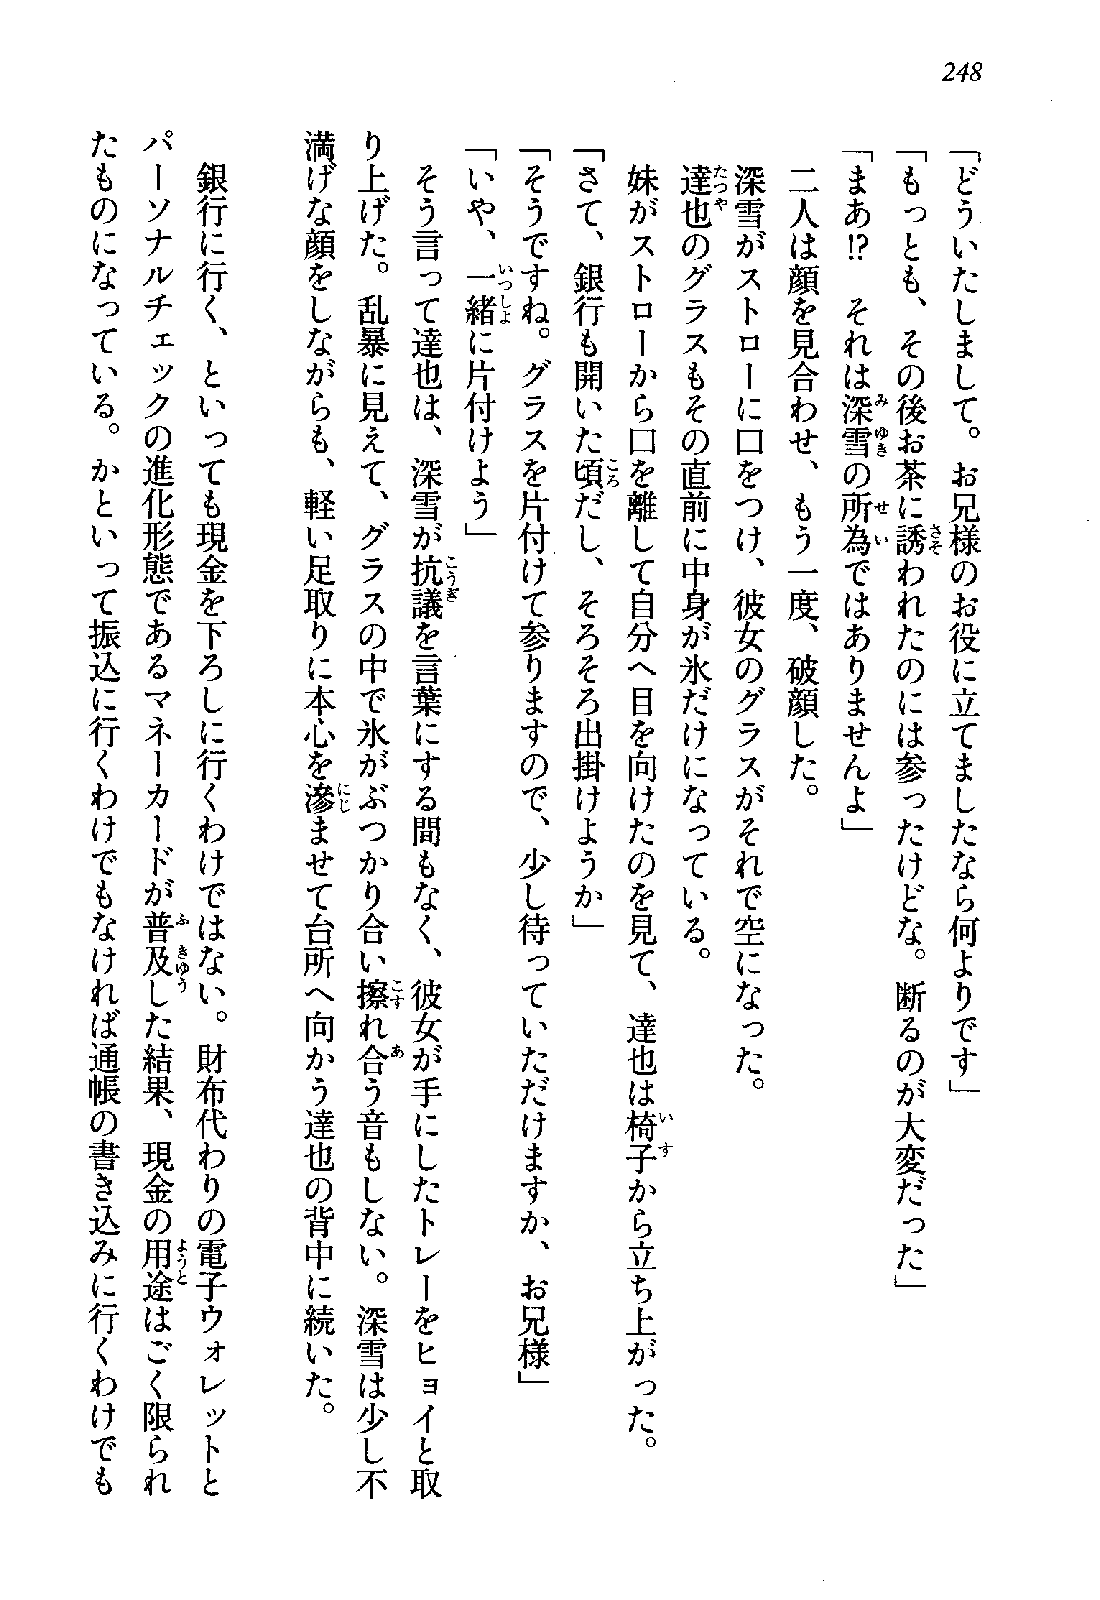 248
「どういたしまして。お兄様のお役に立てましたなら何よりです」
「もっとも、その後お茶に誘われたのには参ったけどな。断るのが大変だった」
「まあ!? それは深雪の所為ではありませんよ」
二人は顔を見合わせ、もう一度、破顔した。
深雪がストローに口をつけ、彼女のグラスがそれで空になった。
達也のグラスもその直前に中身が氷だけになっている。
妹がストローから口を離して自分へ目を向けたのを見て、達也は椅子から立ち上がった。
「さて、銀行も開いた頃だし、そろそろ出掛けようか」
「そうですね。グラスを片付けて参りますので、少し待っていただけますか、お兄様」
「いや、一緒に片付けよう」
そう言って達也は、深雪が抗議を言葉にする間もなく、彼女が手にしたトレーをヒョイと取
り上げた。乱暴に見えて、グラスの中で氷がぶつかり合い擦れ合う音もしない。深雪は少し不
満げな顔をしながらも、軽い足取りに本心を滲ませて台所へ向かう達也の背中に続いた。
銀行に行く、といっても現金を下ろしに行くわけではない。財布代わりの電子ウォレットと
パーソナルチェックの進化形態であるマネーカードが普及した結果、現金の用途はごく限られ
たものになっている。かといって振込に行くわけでもなければ通帳の書き込みに行くわけでも